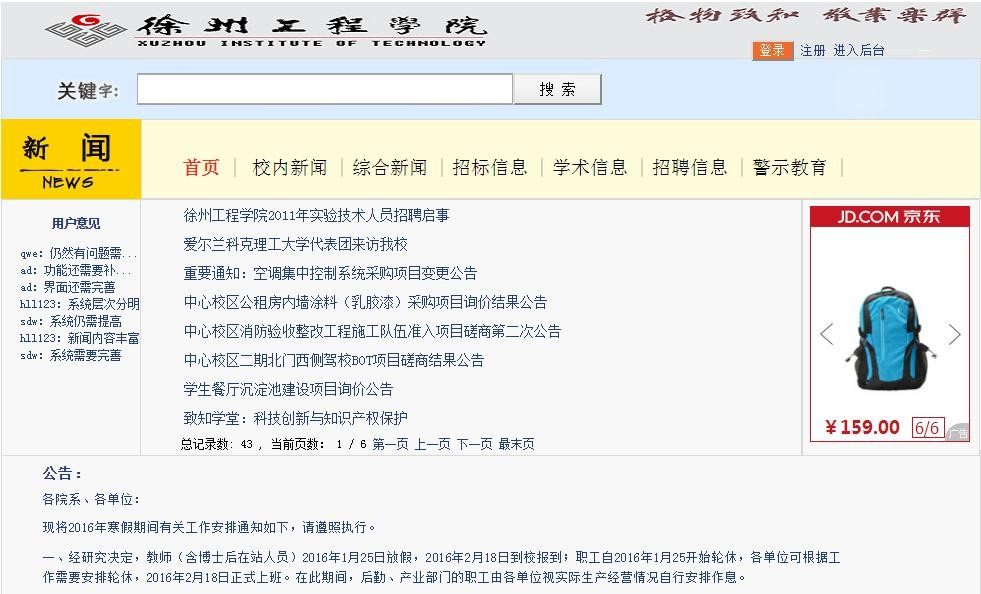 徐州工程學院
XUZHOU INSTITUTE OF TECHNOLOGY
格物致知 敬業樂群
登录 注册 进入后台
关键字: 搜 索
新 闻
NEWS
首页 | 校内新闻 | 综合新闻 | 招标信息 | 学术信息 | 招聘信息 | 警示教育 |
用户意见
qwe: 仍然有问题需...
ad: 功能还需要补...
ad: 界面还需完善
hll123: 系统层次分明
sdw: 系统仍需提高
hll123: 新闻内容丰富
sdw: 系统需要完善
徐州工程学院2011年实验技术人员招聘启事
爱尔兰科克理工大学代表团来访我校
重要通知：空调集中控制系统采购项目变更公告
中心校区公租房内墙涂料（乳胶漆）采购项目询价结果公告
中心校区消防验收整改工程施工队伍准入项目磋商第二次公告
中心校区二期北门西侧驾校BOT项目磋商结果公告
学生餐厅沉淀池建设项目询价公告
致知学堂：科技创新与知识产权保护
总记录数: 43 , 当前页数: 1 / 6 第一页 上一页 下一页 最末页
JD.COM 京东
¥159.00 6/6
广告
公告：
各院系、各单位：
现将2016年寒假期间有关工作安排通知如下，请遵照执行。
一、经研究决定，教师（含博士后在站人员）2016年1月25日放假，2016年2月18日到校报到；职工自2016年1月25开始轮休，各单位可根据工
作需要安排轮休，2016年2月18日正式上班。在此期间，后勤、产业部门的职工由各单位视实际生产经营情况自行安排作息。